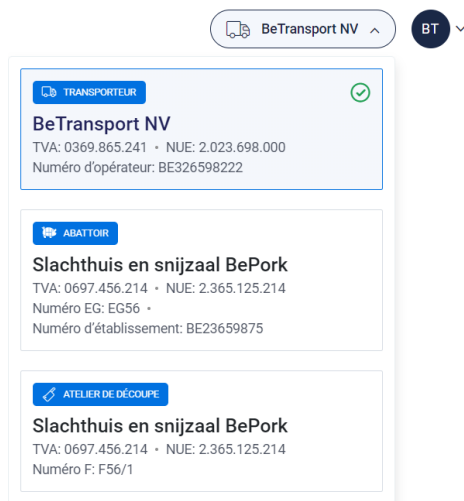 BeTransport NV
BT
TRANSPORTEUR
BeTransport NV
TVA: 0369.865.241 • NUE: 2.023.698.000
Numéro d'opérateur: BE326598222
ABATTOIR
Slachthuis en snijzaal BePork
TVA: 0697.456.214 • NUE: 2.365.125.214
Numéro EG: EG56 •
Numéro d'établissement: BE23659875
ATELIER DE DÉCOUPE
Slachthuis en snijzaal BePork
TVA: 0697.456.214 • NUE: 2.365.125.214
Numéro F: F56/1